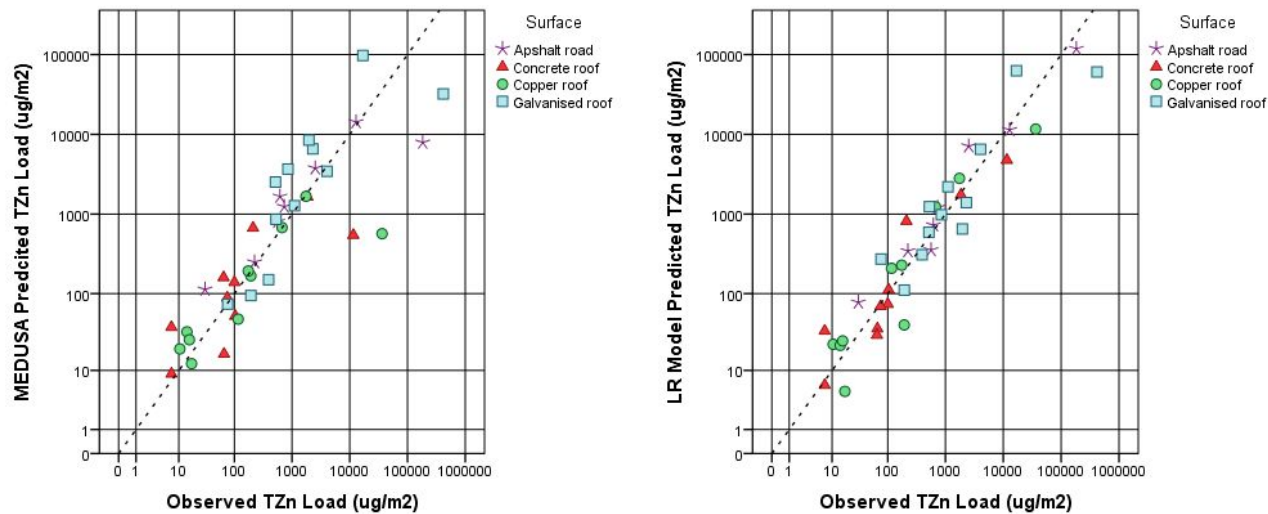 MEDUSA Predcited TZn Load (ug/m2)
100000
10000
1000
100
10
1
0
0 1 10 100 1000 10000 1000000
Observed TZn Load (ug/m2)
Surface
Apshalt road
Concrete roof
Copper roof
Galvanised roof
LR Model Predicted TZn Load (ug/m2)
100000
10000
1000
100
10
1
0
0 1 10 100 1000 10000 1000000
Observed TZn Load (ug/m2)
Surface
Apshalt road
Concrete roof
Copper roof
Galvanised roof